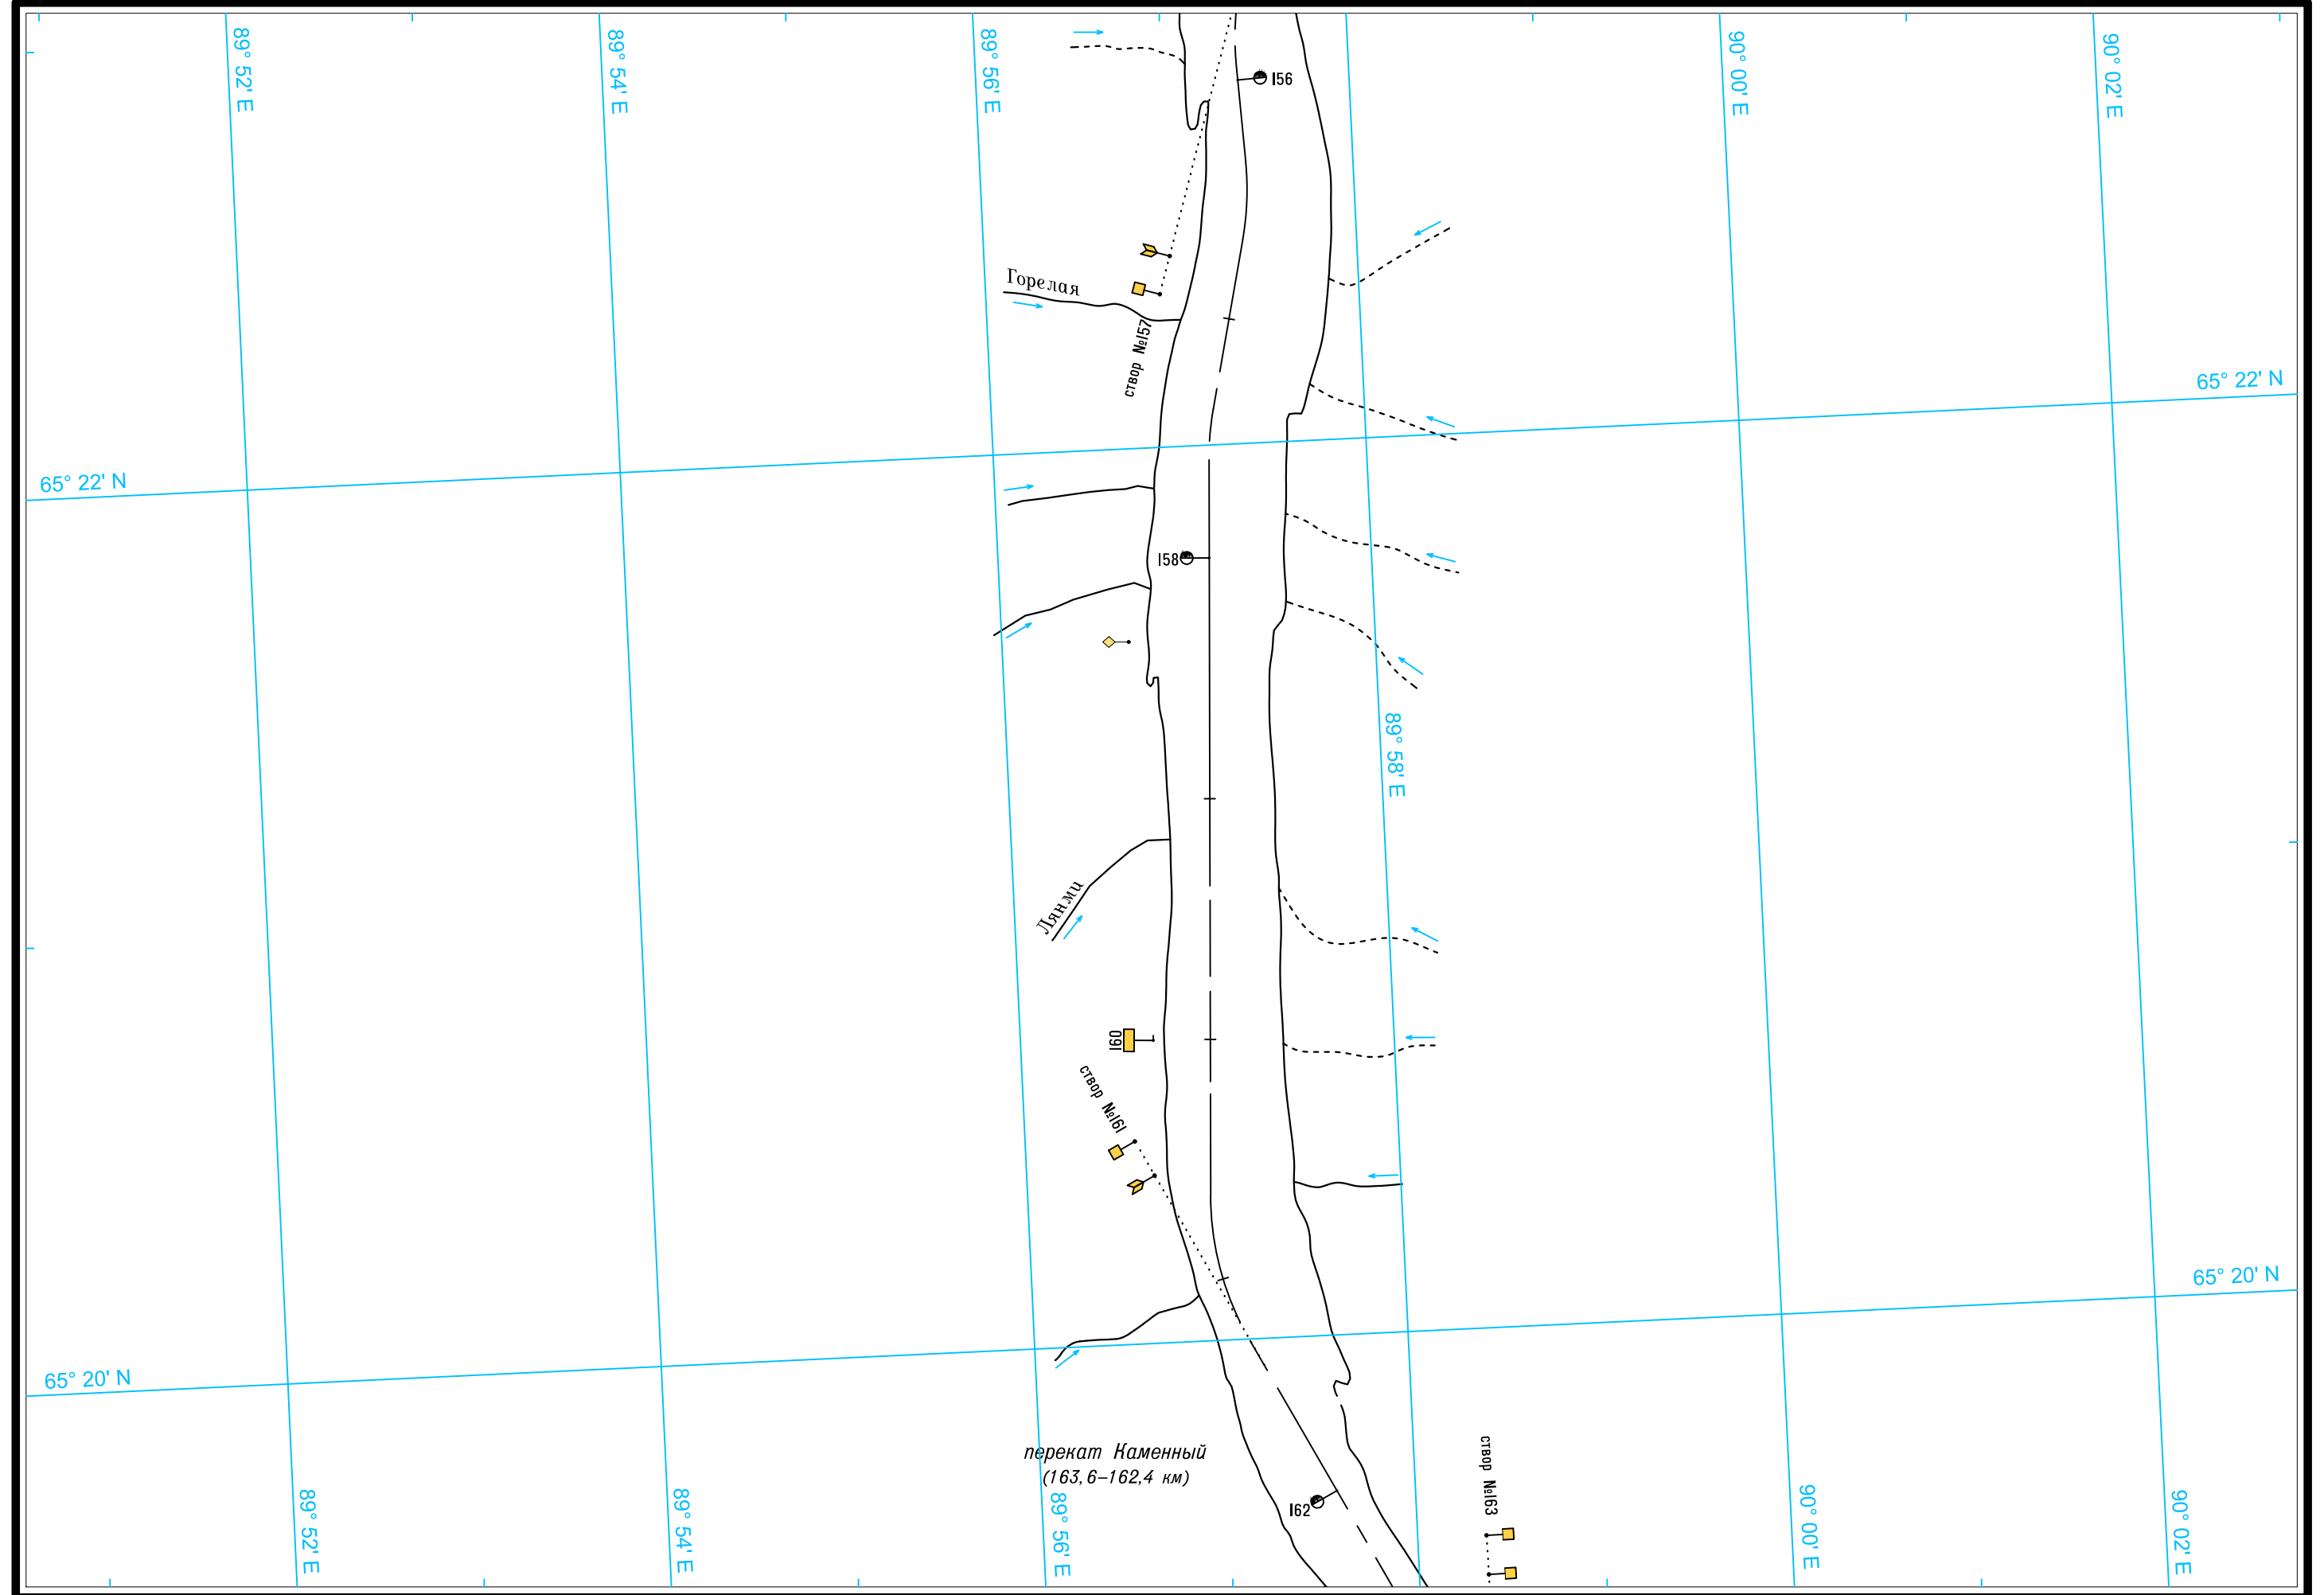 89° 52' E
89° 54' E
89° 56' E
90° 00' E
90° 02' E
156
Горелая
створ №157
65° 22' N
65° 22' N
158
89° 58' E
Лянми
160
створ №161
65° 20' N
65° 20' N
перекат Каменный
(163,6–162,4 км)
створ №163
162
89° 52' E
89° 54' E
89° 56' E
90° 00' E
90° 02' E